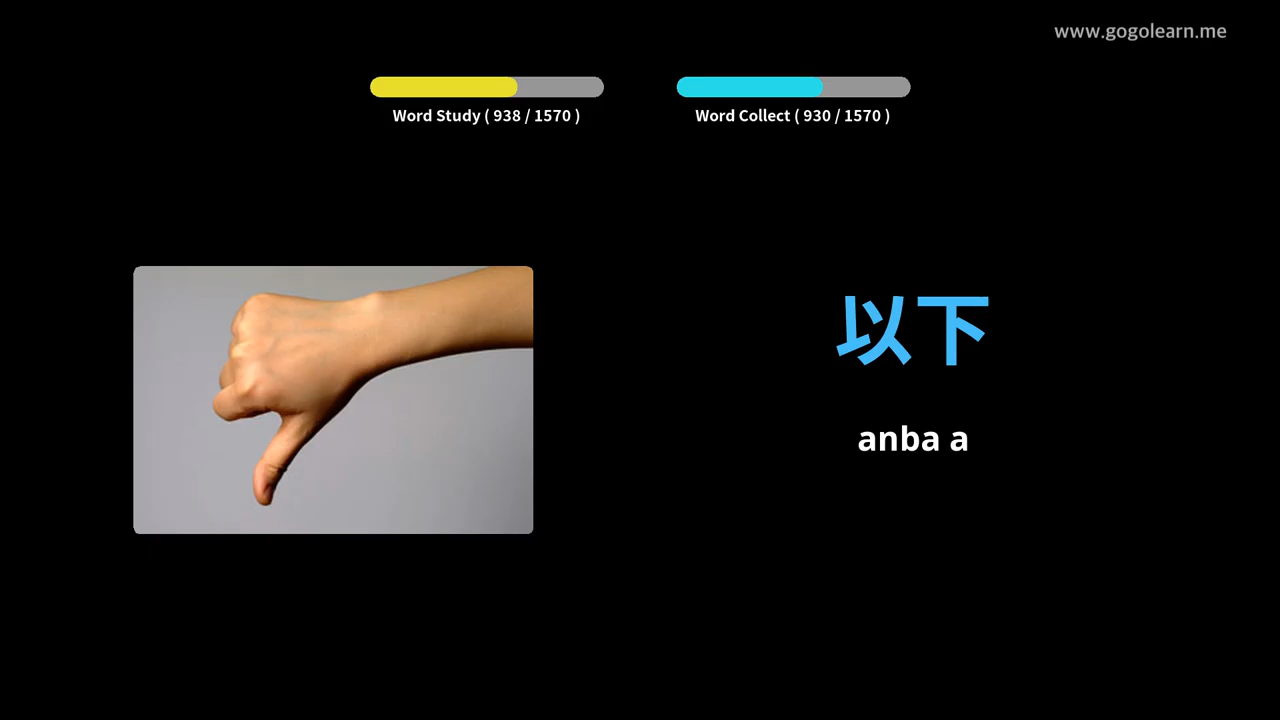 www.gogolearn.me
Word Study ( 938 / 1570 )
Word Collect ( 930 / 1570 )
以下
anba a